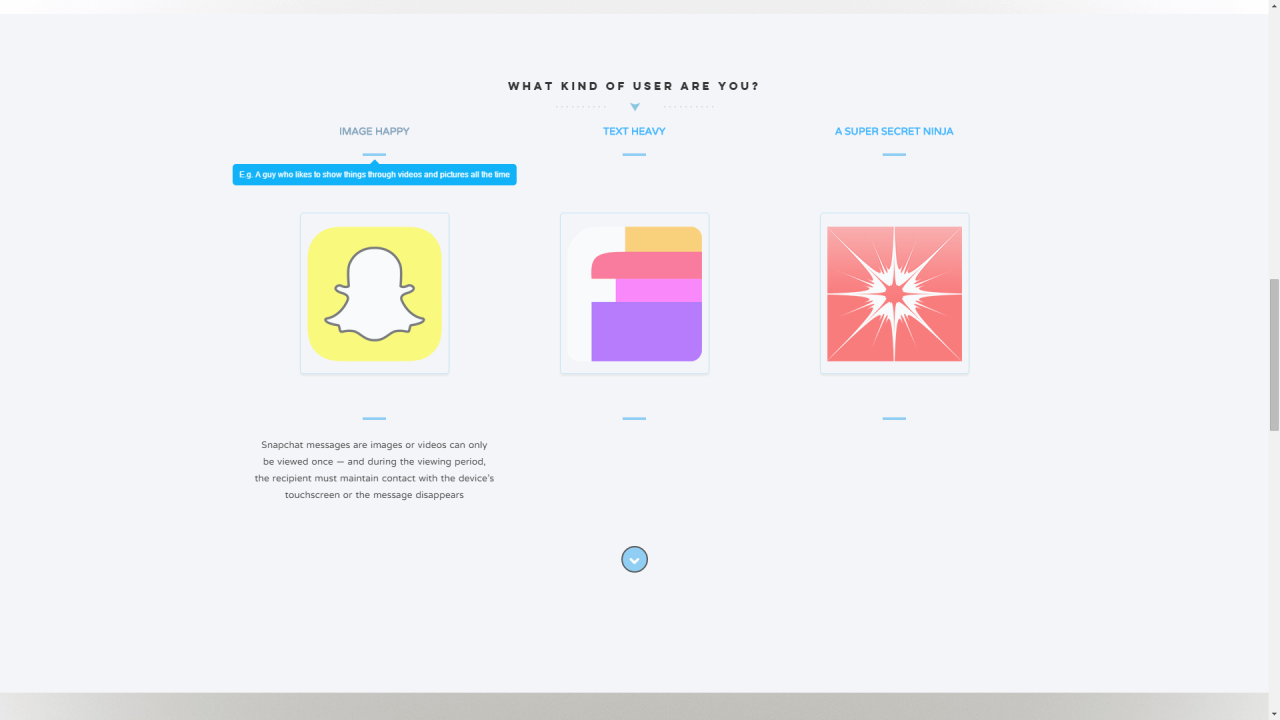 WHAT KIND OF USER ARE YOU?
IMAGE HAPPY
TEXT HEAVY
A SUPER SECRET NINJA
E.g. A guy who likes to show things through videos and pictures all the time
Snapchat messages are images or videos can only
be viewed once — and during the viewing period,
the recipient must maintain contact with the device's
touchscreen or the message disappears